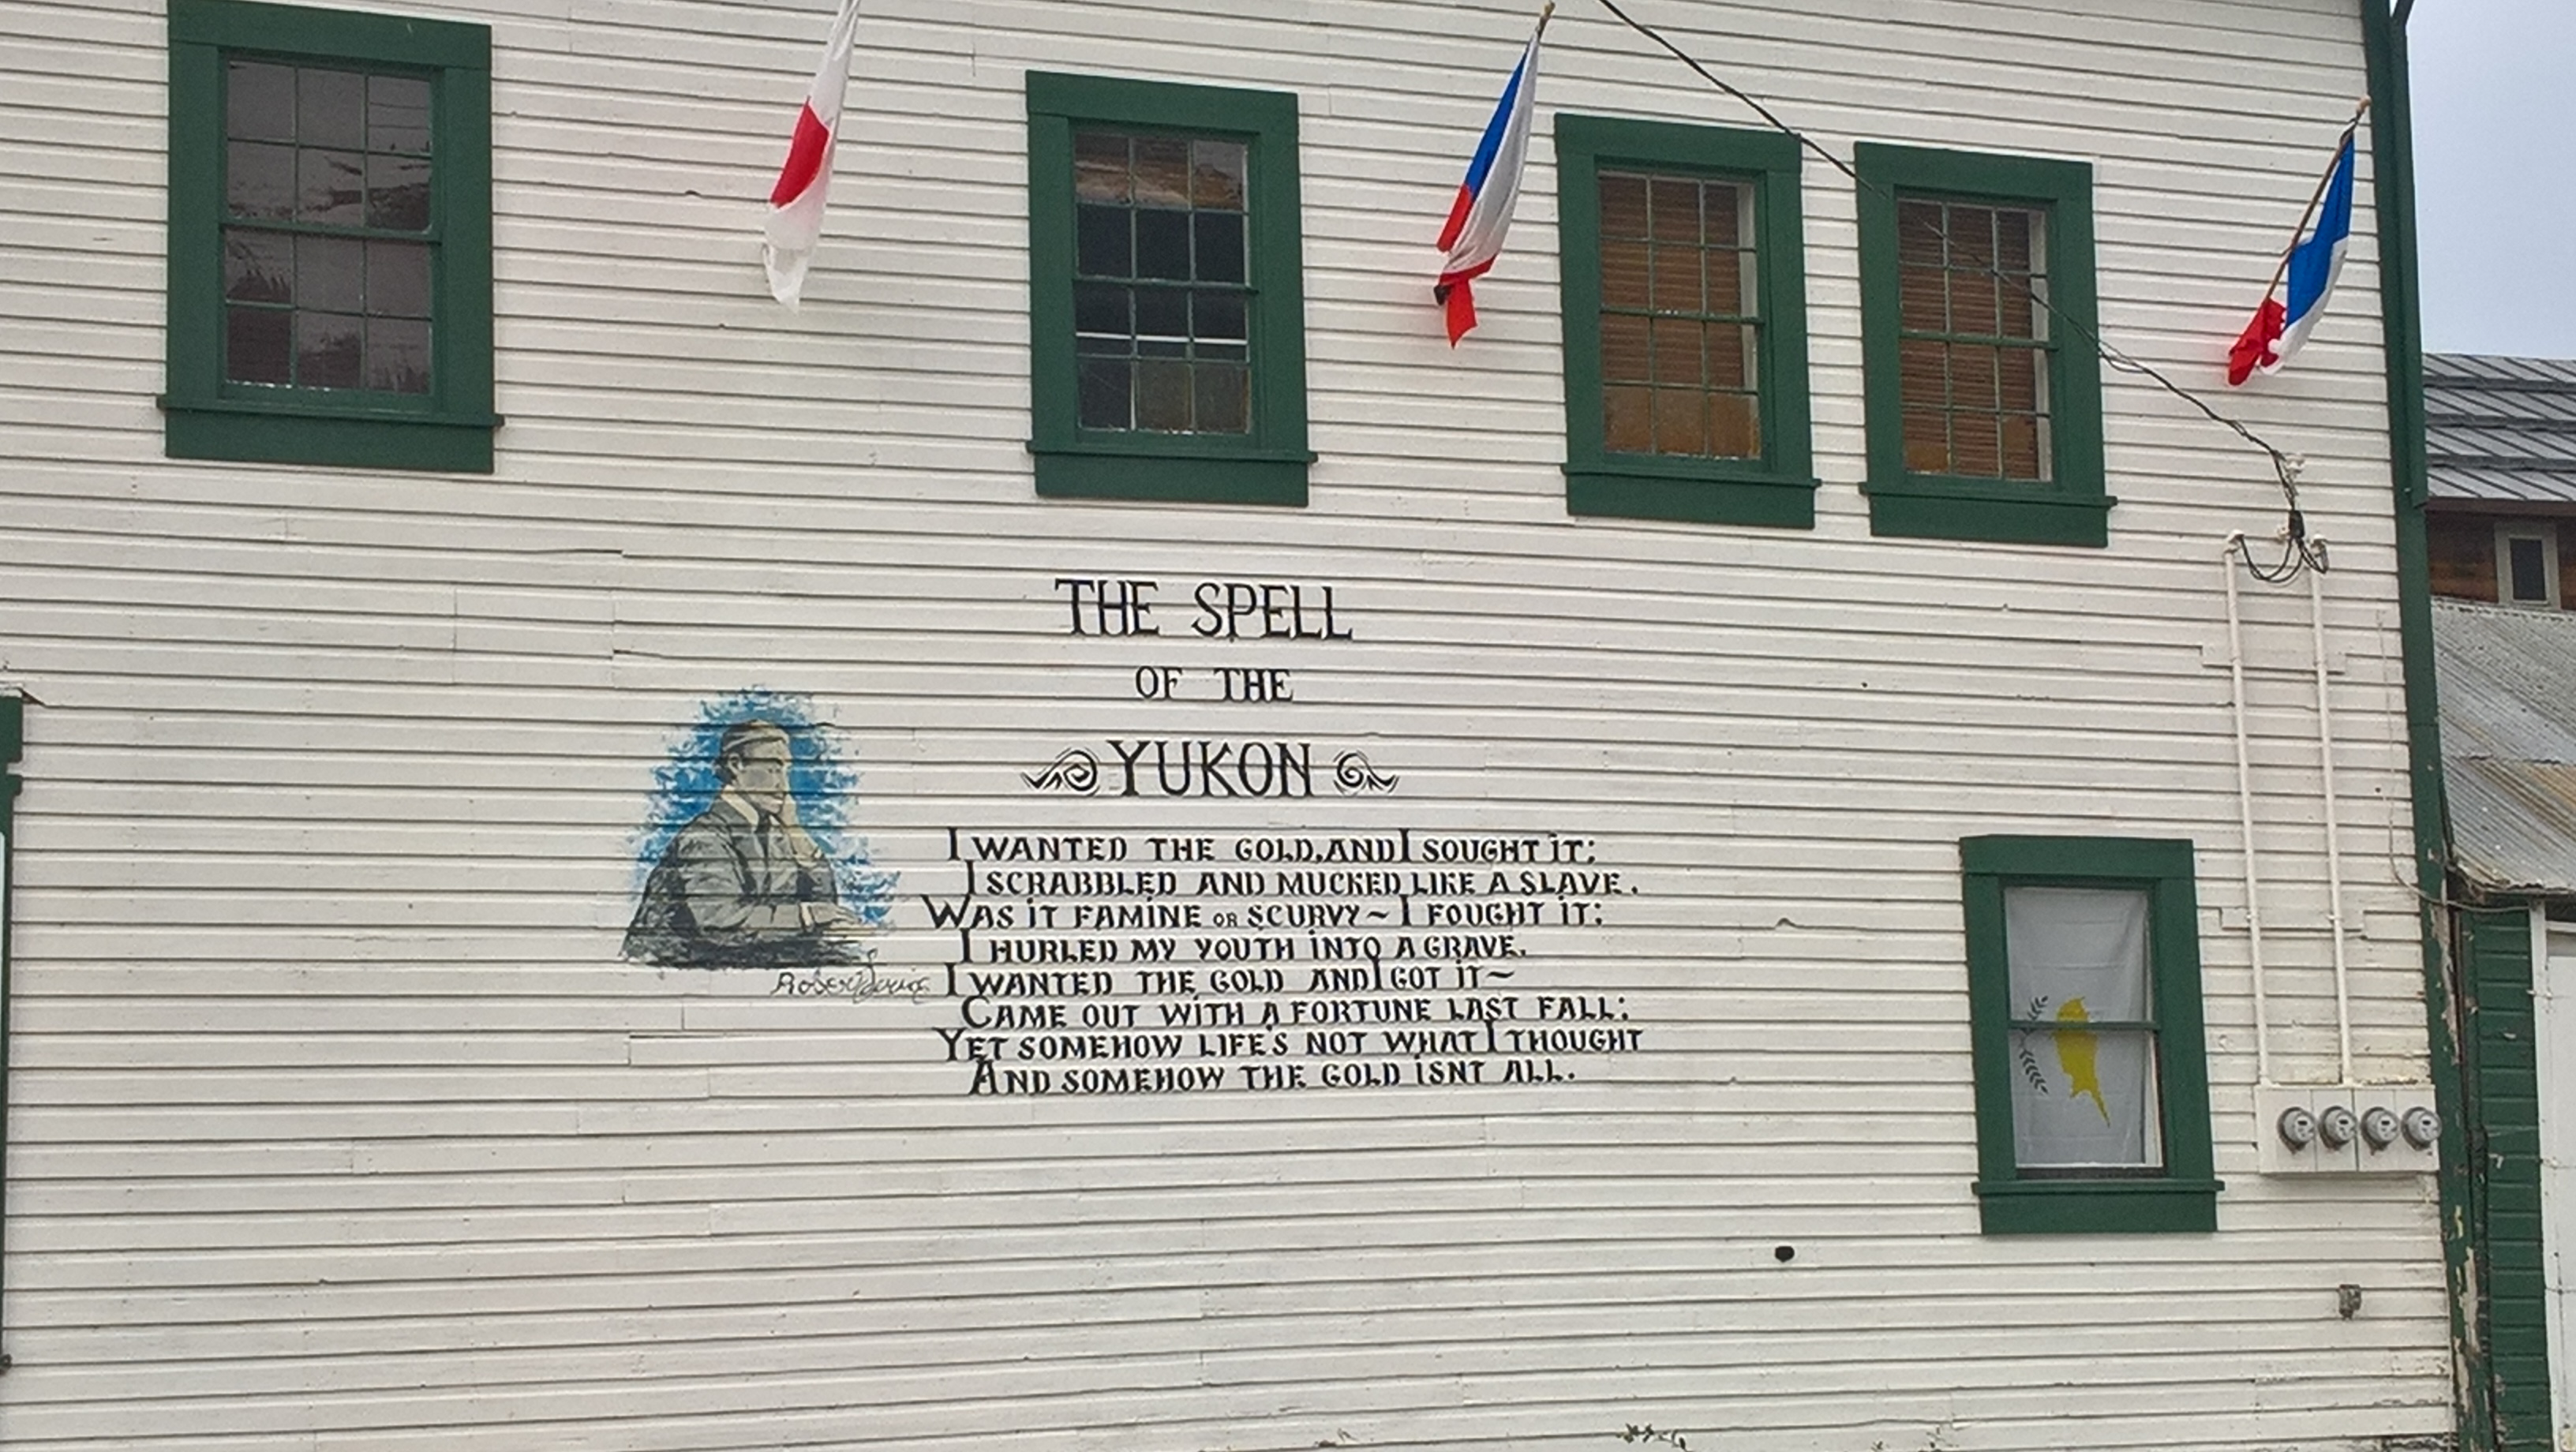 THE SPELL
OF THE
YUKON
I WANTED THE GOLD, AND I SOUGHT IT;
I SCRABBLED AND MUCKED LIKE A SLAVE.
WAS IT FAMINE OR SCURVY~I FOUGHT IT;
I HURLED MY YOUTH INTO A GRAVE.
I WANTED THE GOLD AND I GOT IT~
CAME OUT WITH A FORTUNE LAST FALL;
YET SOMEHOW LIFE'S NOT WHAT I THOUGHT
AND SOMEHOW THE GOLD ISNT ALL.
Robert